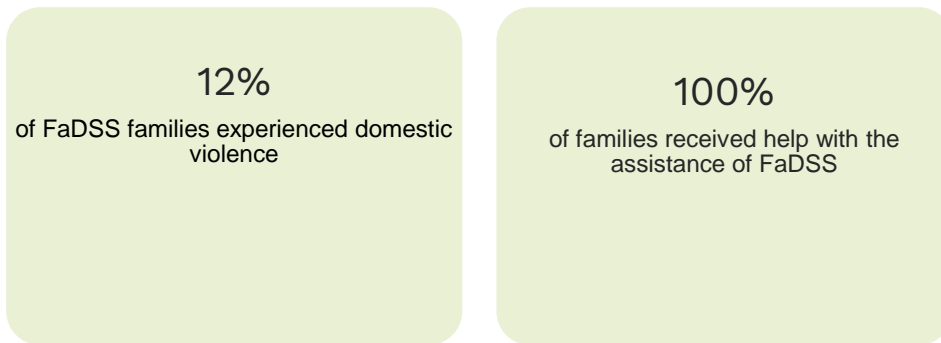 12%
of FaDSS families experienced domestic
violence
100%
of families received help with the
assistance of FaDSS